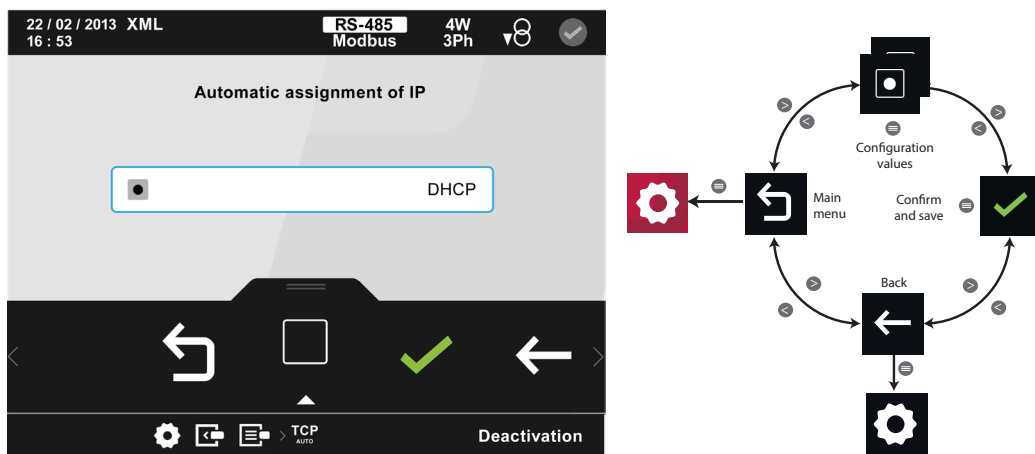 22 / 02 / 2013 XML
16 : 53
RS-485
Modbus
4W
3Ph
Automatic assignment of IP
DHCP
TCP
AUTO
Deactivation
Configuration
values
Main
menu
Confirm
and save
Back